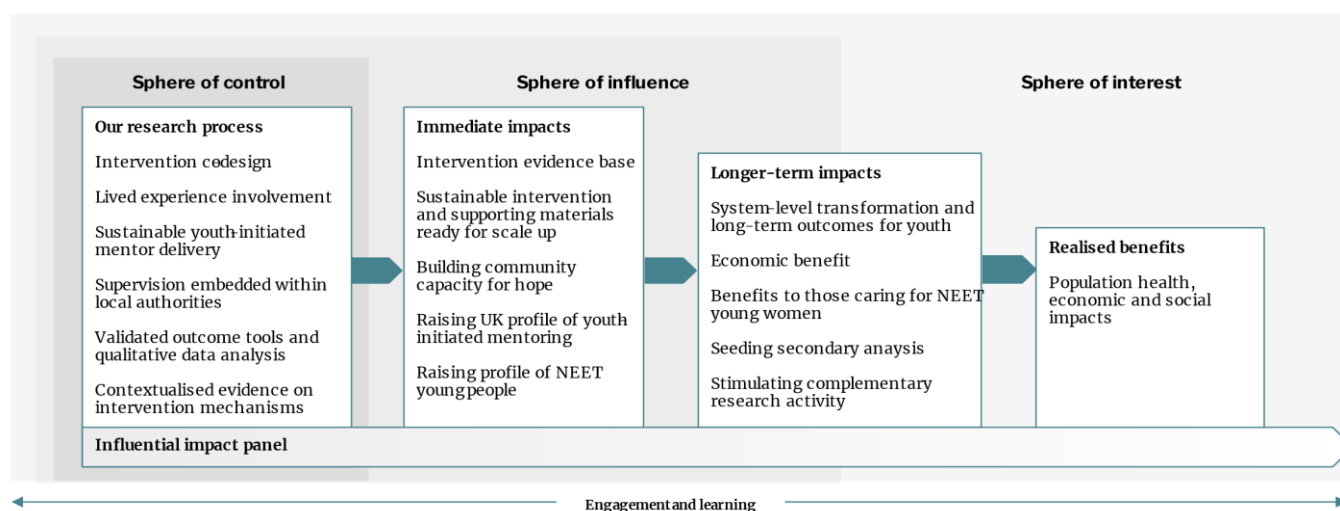 Sphere of control
Sphere of influence
Sphere of interest
Our research process
Intervention codesign
Lived experience involvement
Sustainable youth-initiated
mentor delivery
Supervision embedded within
local authorities
Validated outcome tools and
qualitative data analysis
Contextualised evidence on
intervention mechanisms
Immediate impacts
Intervention evidence base
Sustainable intervention
and supporting materials
ready for scale up
Building community
capacity for hope
Raising UK profile of youth-
initiated mentoring
Raising profile of NEET
young people
Longer-term impacts
System-level transformation and
long-term outcomes for youth
Economic benefit
Benefits to those caring for NEET
young women
Seeding secondary anaysis
Stimulating complementary
research activity
Realised benefits
Population health,
economic and social
impacts
Influential impact panel
Engagement and learning